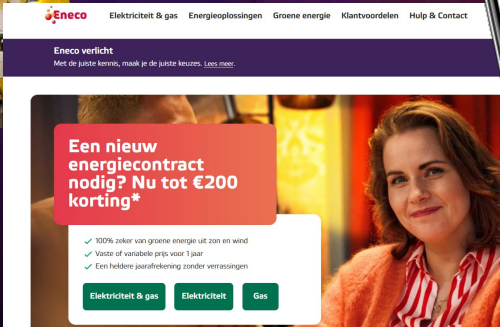 Eneco
Elektriciteit & gas Energieoplossingen Groene energie Klantvoordelen Hulp & Contact
Eneco verlicht
Met de juiste kennis, maak je de juiste keuzes. Lees meer.
Een nieuw
energiecontract
nodig? Nu tot €200
korting*
100% zeker van groene energie uit zon en wind
Vaste of variabele prijs voor 1 jaar
Een heldere jaarafrekening zonder verrassingen
Elektriciteit & gas Elektriciteit Gas